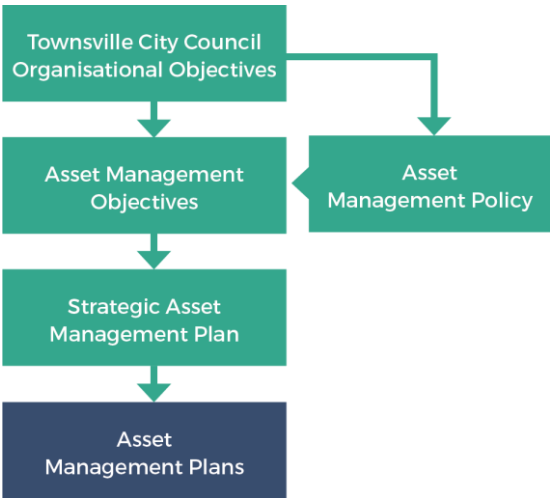 Townsville City Council
Organisational Objectives
Asset Management
Objectives
Asset
Management Policy
Strategic Asset
Management Plan
Asset
Management Plans